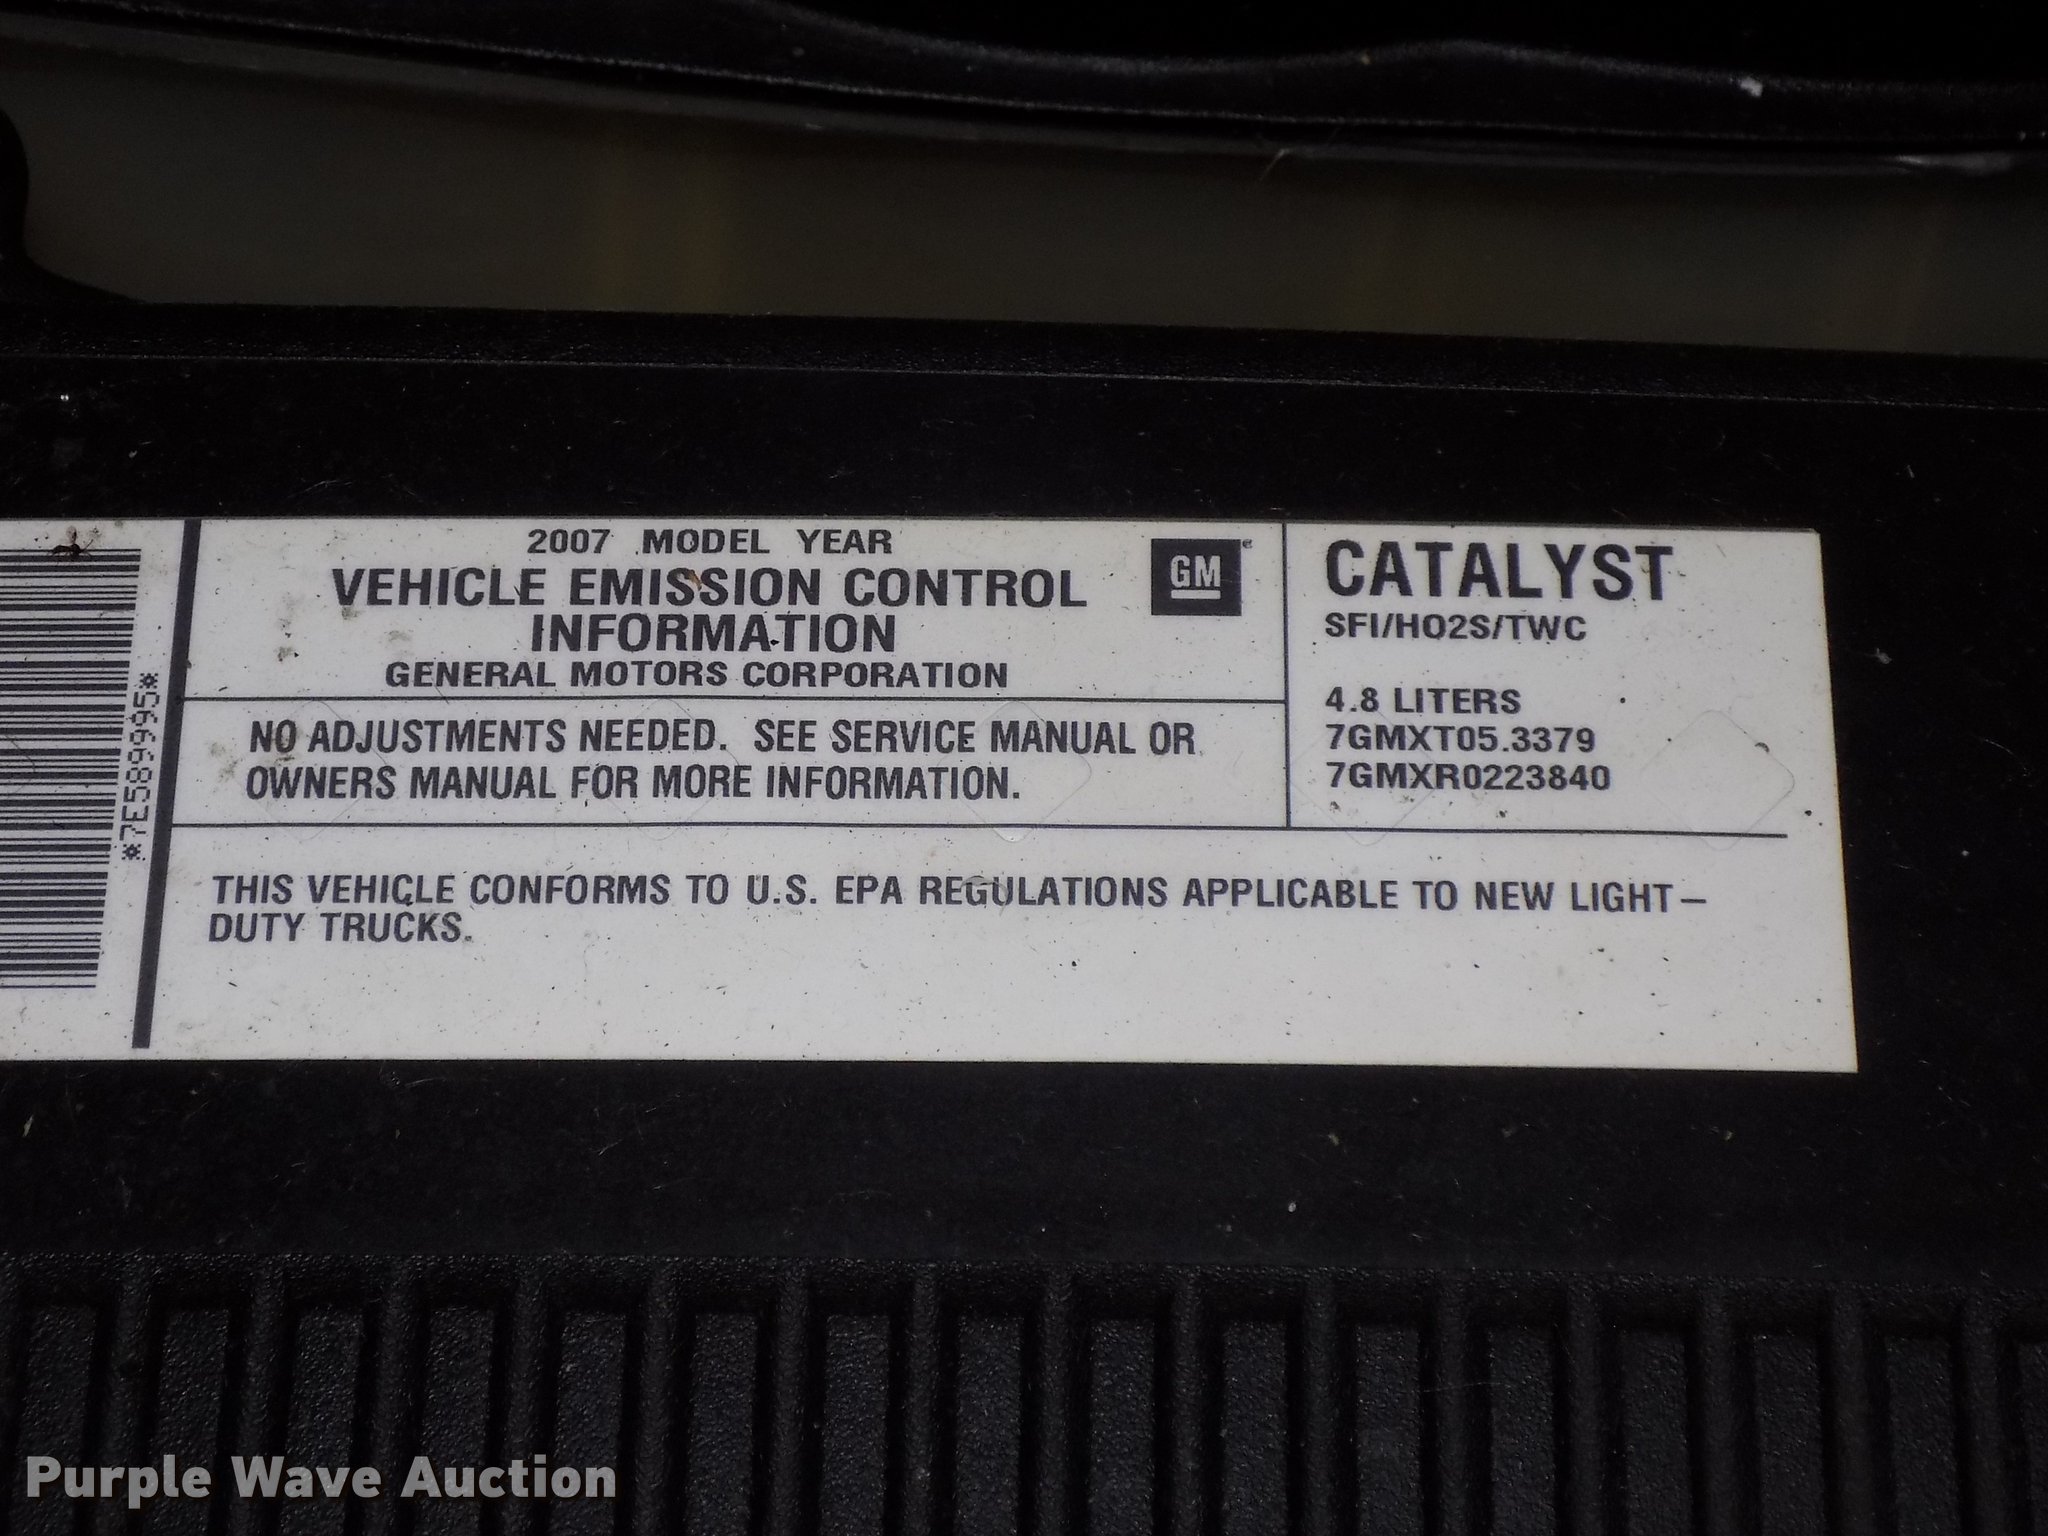 *7E589995*
2007 MODEL YEAR
VEHICLE EMISSION CONTROL
INFORMATION
GENERAL MOTORS CORPORATION
GM
NO ADJUSTMENTS NEEDED. SEE SERVICE MANUAL OR
OWNERS MANUAL FOR MORE INFORMATION.
CATALYST
SFI/HO2S/TWC
4.8 LITERS
7GMXT05.3379
7GMXR0223840
THIS VEHICLE CONFORMS TO U.S. EPA REGULATIONS APPLICABLE TO NEW LIGHT-
DUTY TRUCKS.
Purple Wave Auction